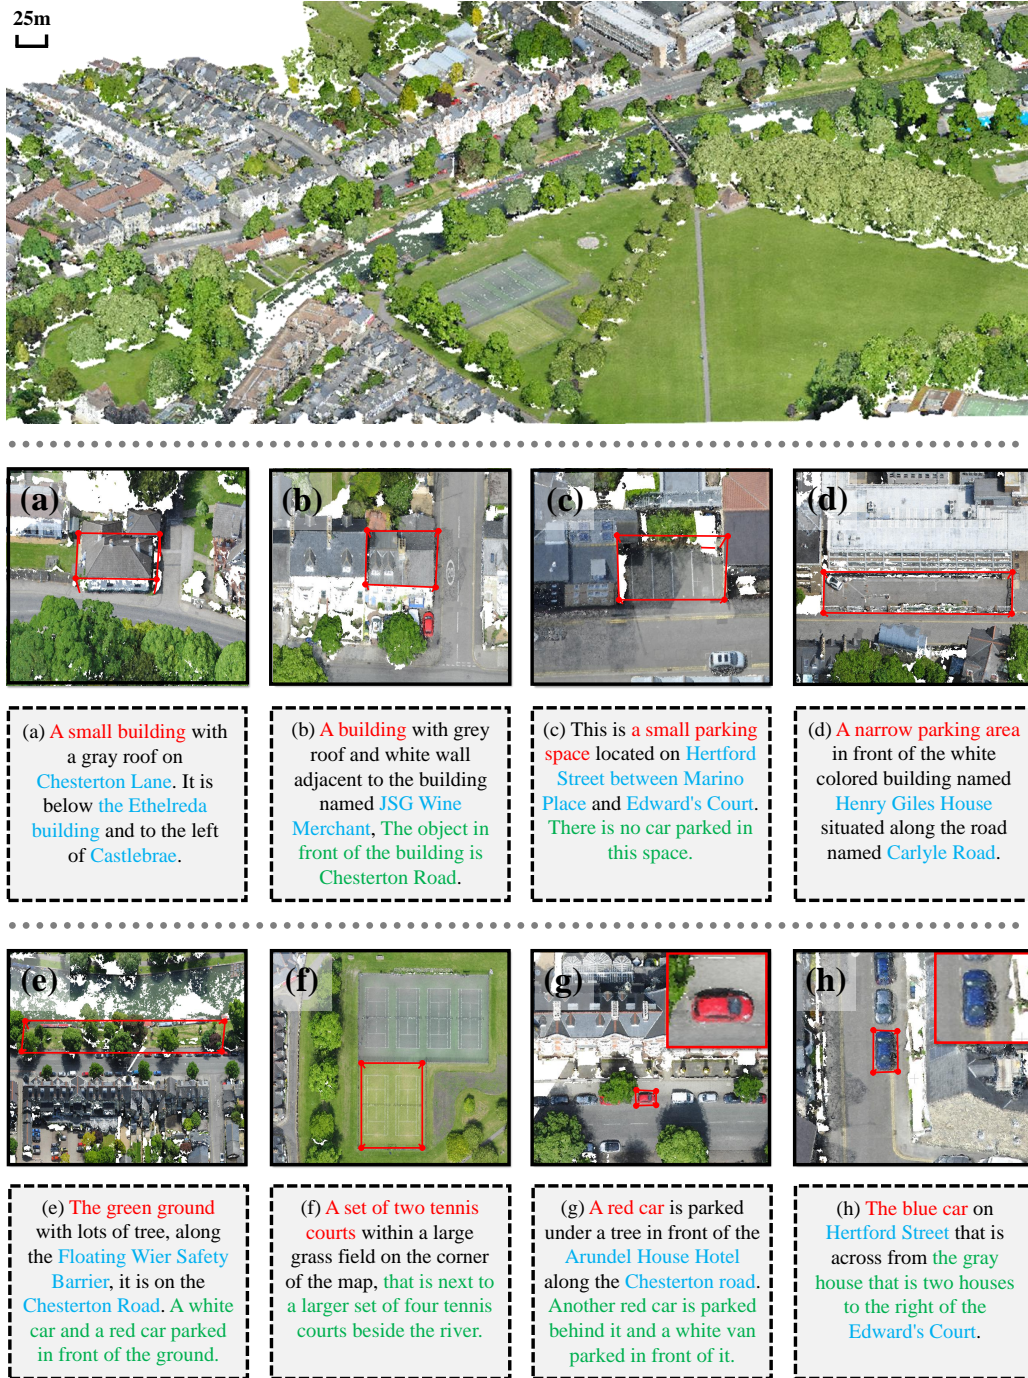 25m
(a)
(b)
(c)
(d)
(a) A small building with
a gray roof on
Chesterton Lane. It is
below the Ethelreda
building and to the left
of Castlebrae.
(b) A building with grey
roof and white wall
adjacent to the building
named JSG Wine
Merchant, The object in
front of the building is
Chesterton Road.
(c) This is a small parking
space located on Hertford
Street between Marino
Place and Edward's Court.
There is no car parked in
this space.
(d) A narrow parking area
in front of the white
colored building named
Henry Giles House
situated along the road
named Carlyle Road.
(e)
(f)
(g)
(h)
(e) The green ground
with lots of tree, along
the Floating Wier Safety
Barrier, it is on the
Chesterton Road. A white
car and a red car parked
in front of the ground.
(f) A set of two tennis
courts within a large
grass field on the corner
of the map, that is next to
a larger set of four tennis
courts beside the river.
(g) A red car is parked
under a tree in front of the
Arundel House Hotel
along the Chesterton road.
Another red car is parked
behind it and a white van
parked in front of it.
(h) The blue car on
Hertford Street that is
across from the gray
house that is two houses
to the right of the
Edward's Court.